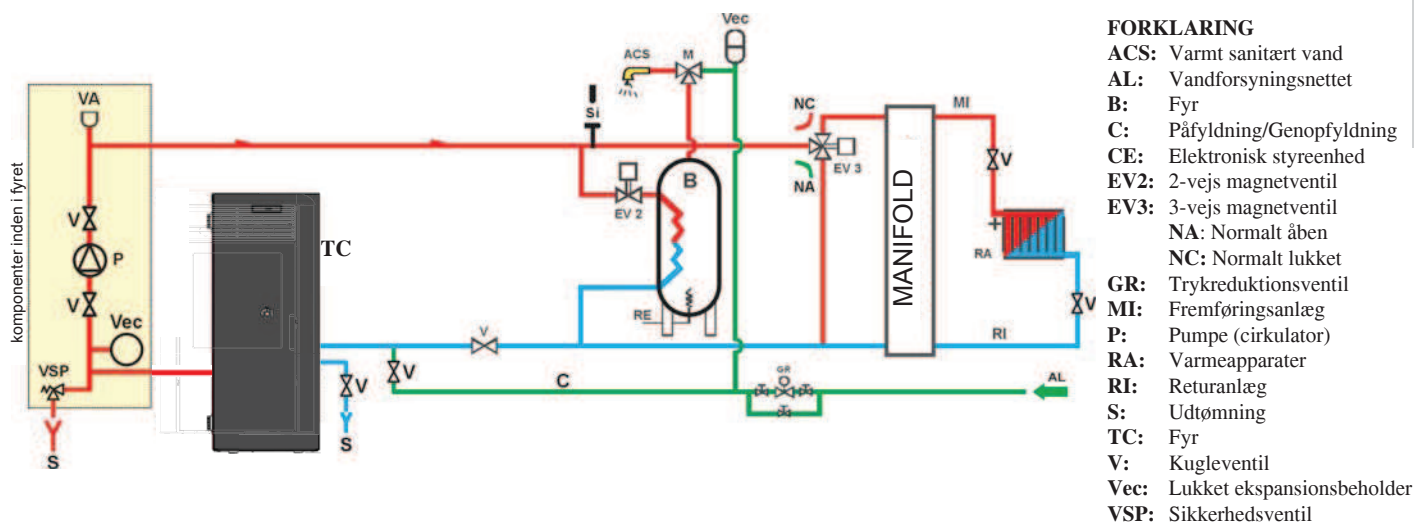 komponenter inden i fyret
VA
V
P
V
Vec
VSP
S
TC
V
S
V
V
C
ACS
M
Vec
Si
EV 2
B
RE
NC
NA
EV 3
GR
AL
MANIFOLD
MI
V
RA
+
V
RI
FORKLARING
ACS: Varmt sanitært vand
AL: Vandforsyningsnettet
B: Fyr
C: Påfyldning/Genopfyldning
CE: Elektronisk styreenhed
EV2: 2-vejs magnetventil
EV3: 3-vejs magnetventil
NA: Normalt åben
NC: Normalt lukket
GR: Trykreduktionsventil
MI: Fremføringsanlæg
P: Pumpe (cirkulator)
RA: Varmeapparater
RI: Returanlæg
S: Udtømning
TC: Fyr
V: Kugleventil
Vec: Lukket ekspansionsbeholder
VSP: Sikkerhedsventil